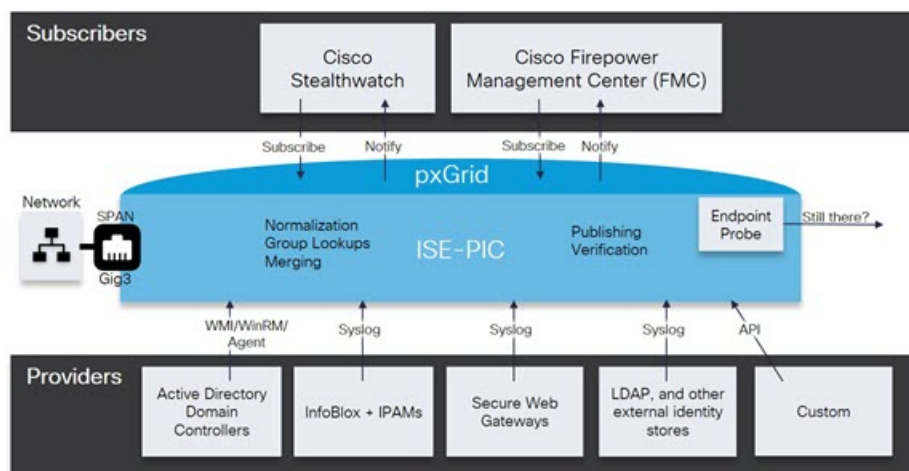 Subscribers
Cisco
Stealthwatch
Cisco Firepower
Management Center (FMC)
Subscribe
Notify
Subscribe
Notify
pxGrid
Network
SPAN
Gig3
Normalization
Group Lookups
Merging
ISE-PIC
Publishing
Verification
Endpoint
Probe
Still there?
WMI/WinRM/
Agent
Syslog
Syslog
Syslog
API
Providers
Active Directory
Domain
Controllers
InfoBlox + IPAMs
Secure Web
Gateways
LDAP, and other
external identity
stores
Custom